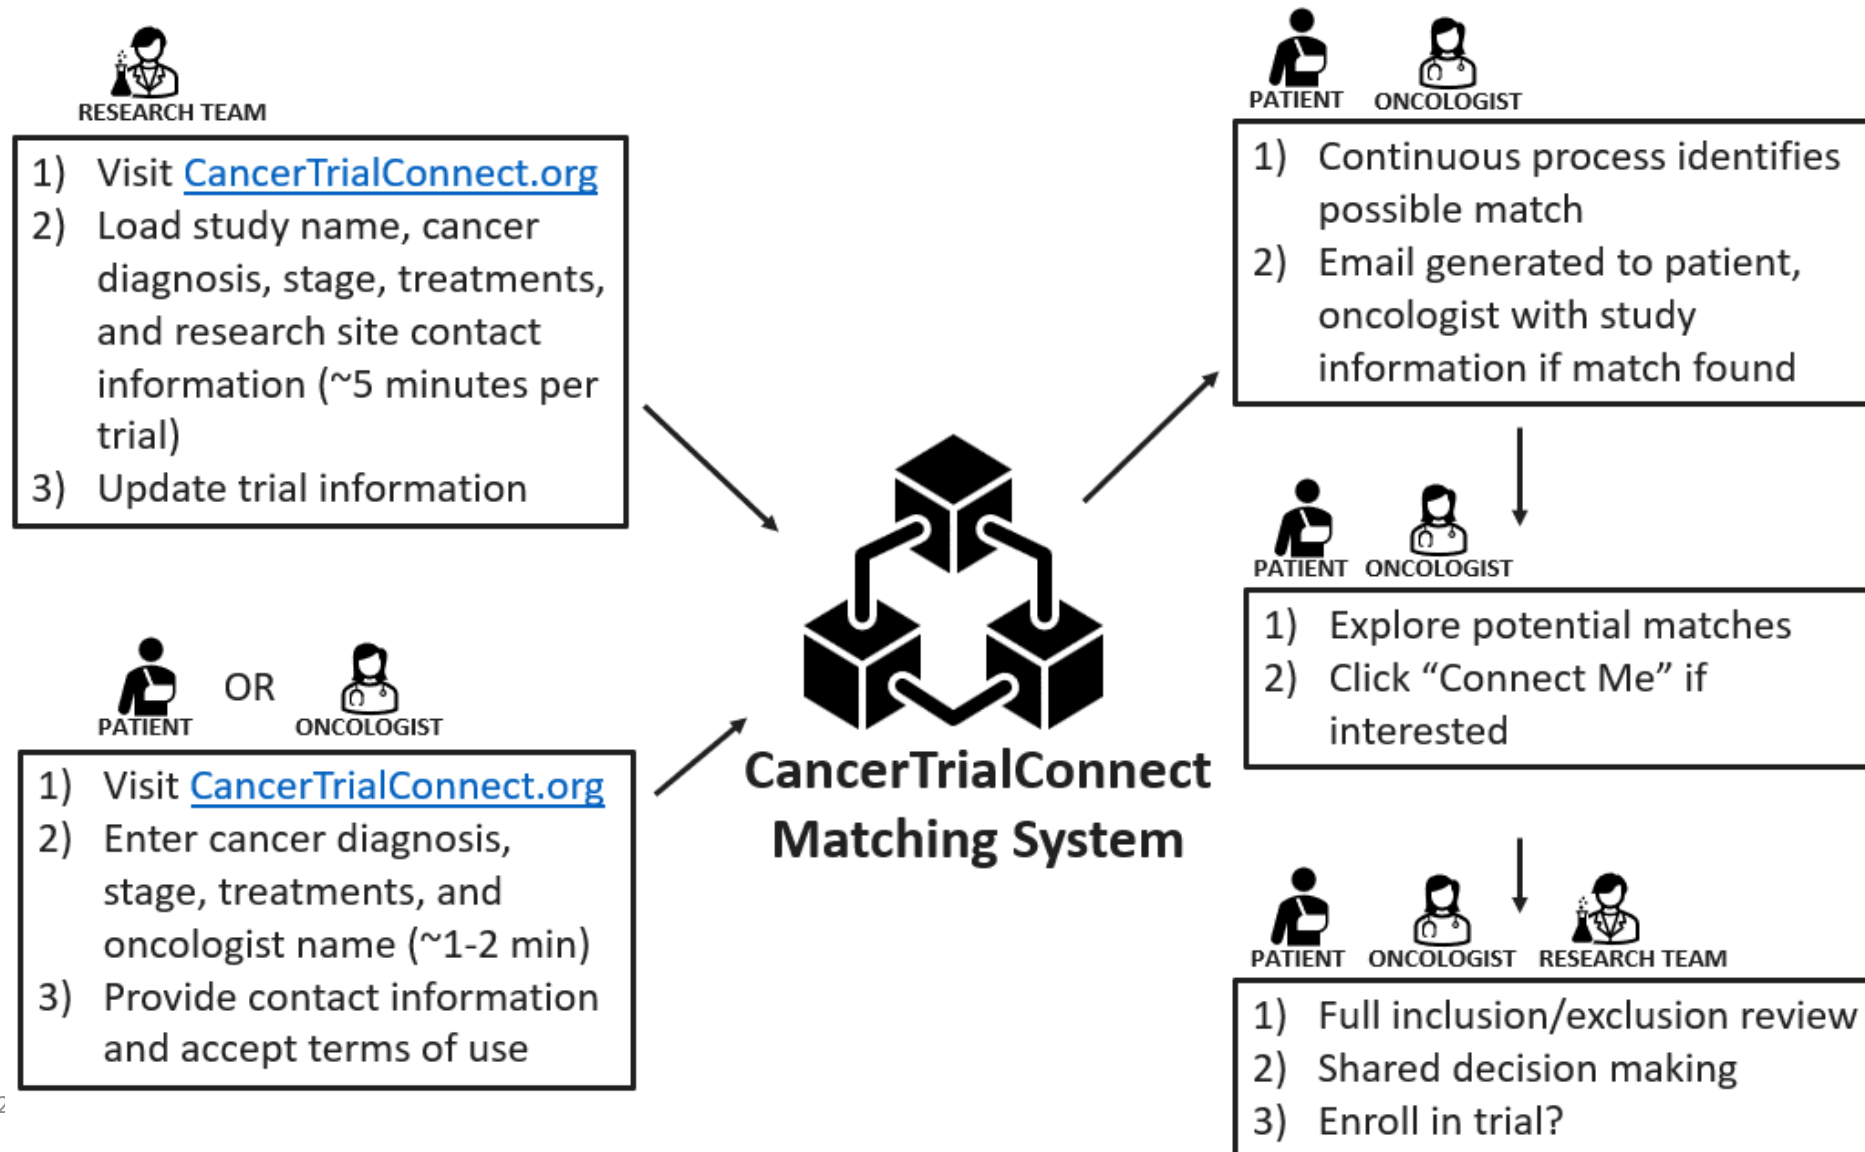 RESEARCH TEAM
1) Visit CancerTrialConnect.org
2) Load study name, cancer
diagnosis, stage, treatments,
and research site contact
information (~5 minutes per
trial)
3) Update trial information
PATIENT
OR
ONCOLOGIST
1) Visit CancerTrialConnect.org
2) Enter cancer diagnosis,
stage, treatments, and
oncologist name (~1-2 min)
3) Provide contact information
and accept terms of use
2
CancerTrialConnect
Matching System
PATIENT ONCOLOGIST
1) Continuous process identifies
possible match
2) Email generated to patient,
oncologist with study
information if match found
PATIENT ONCOLOGIST
1) Explore potential matches
2) Click “Connect Me” if
interested
PATIENT ONCOLOGIST RESEARCH TEAM
1) Full inclusion/exclusion review
2) Shared decision making
3) Enroll in trial?